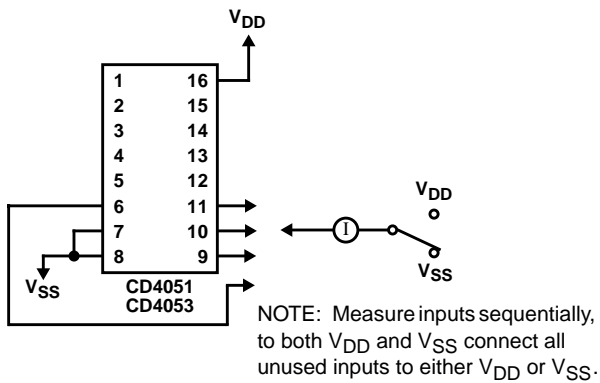 VDD
1 16
2 15
3 14
4 13
5 12
6 11
7 10
8 9
VSS
CD4051
CD4053
I
VDD
VSS
NOTE: Measure inputs sequentially,
to both VDD and VSS connect all
unused inputs to either VDD or VSS.